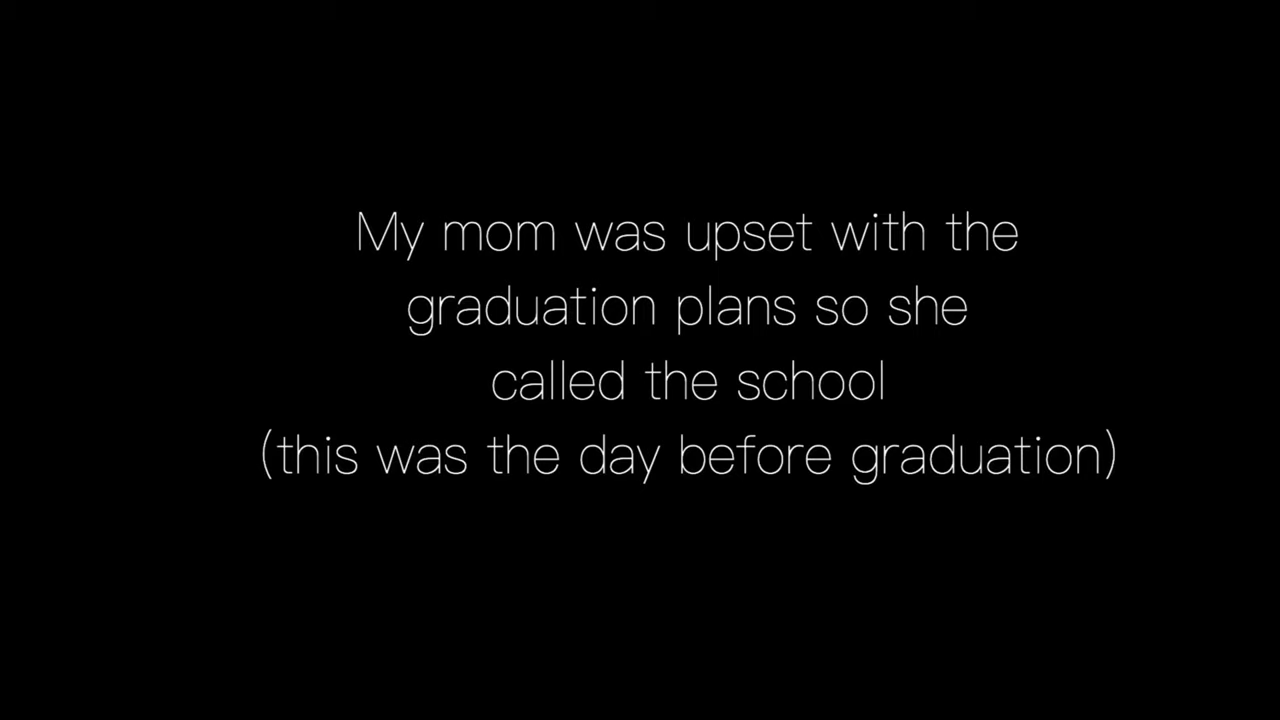 My mom was upset with the
graduation plans so she
called the school
(this was the day before graduation)